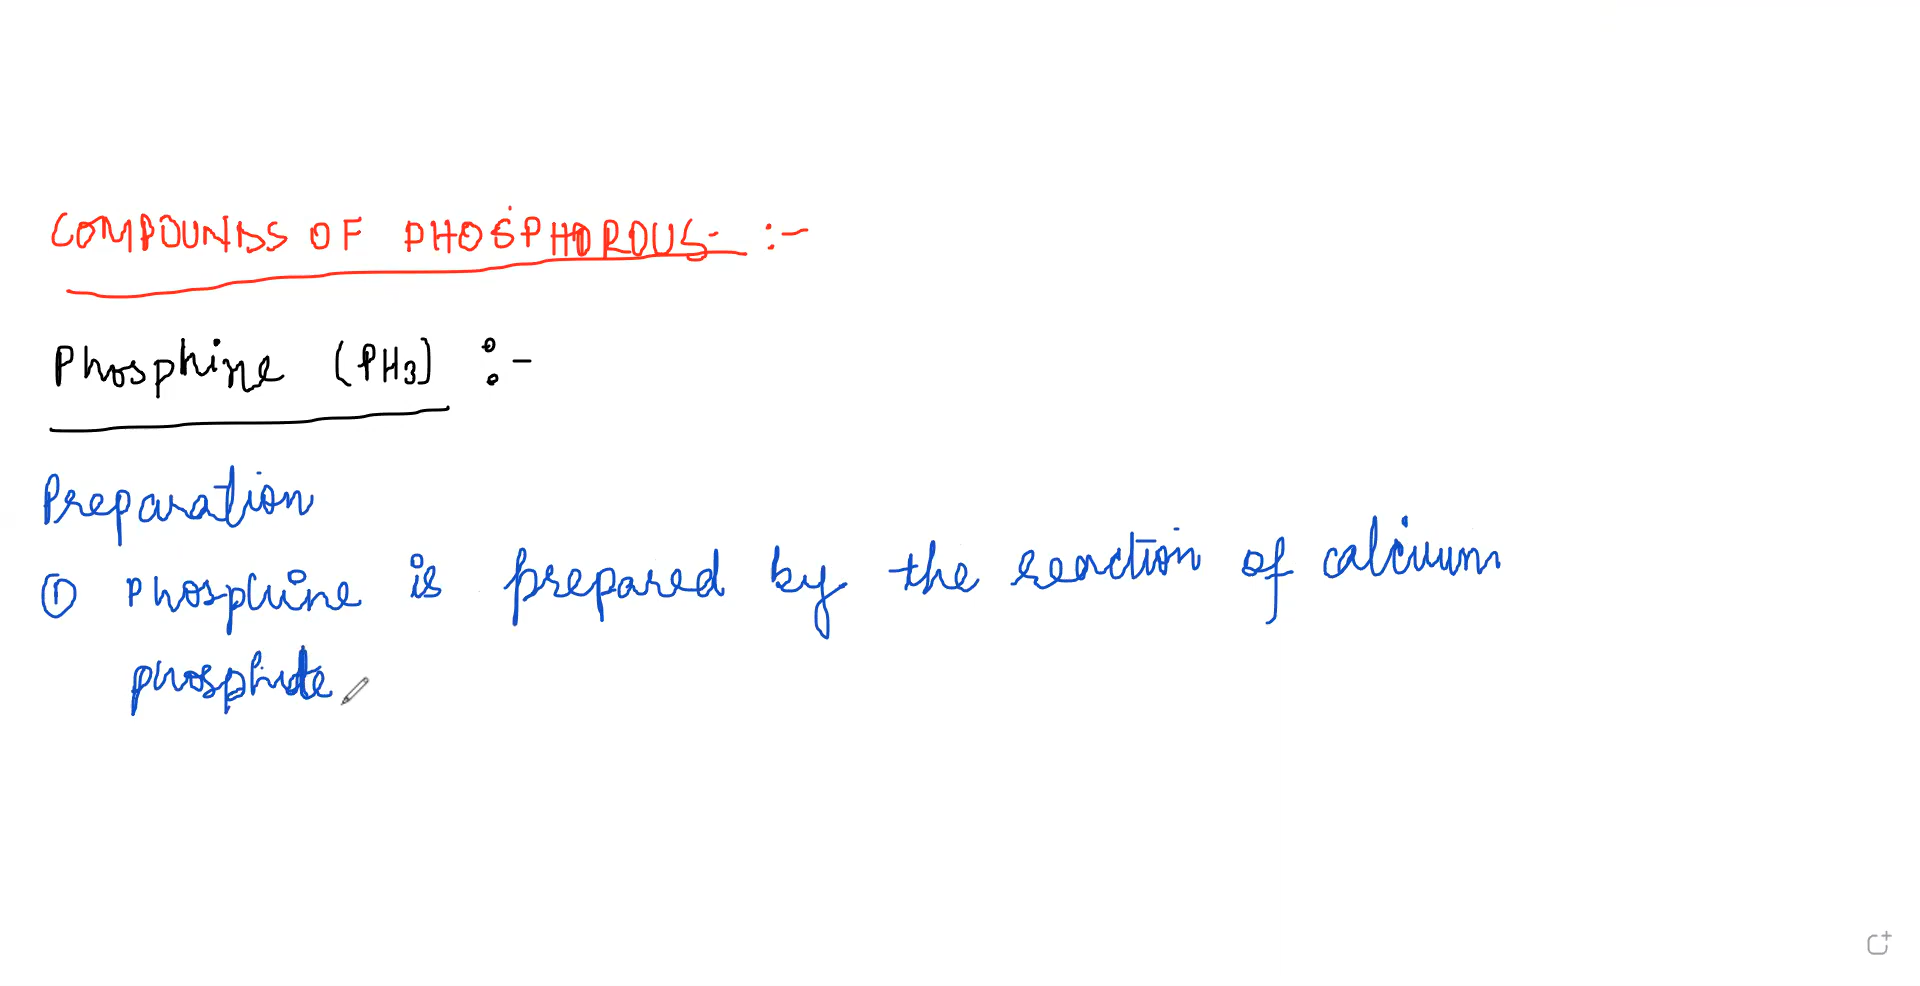 COMPOUNDS OF PHOSPHOROUS :-
Phosphine (PH3) :-
Preparation
① Phosphine is prepared by the reaction of calcium
phosphide